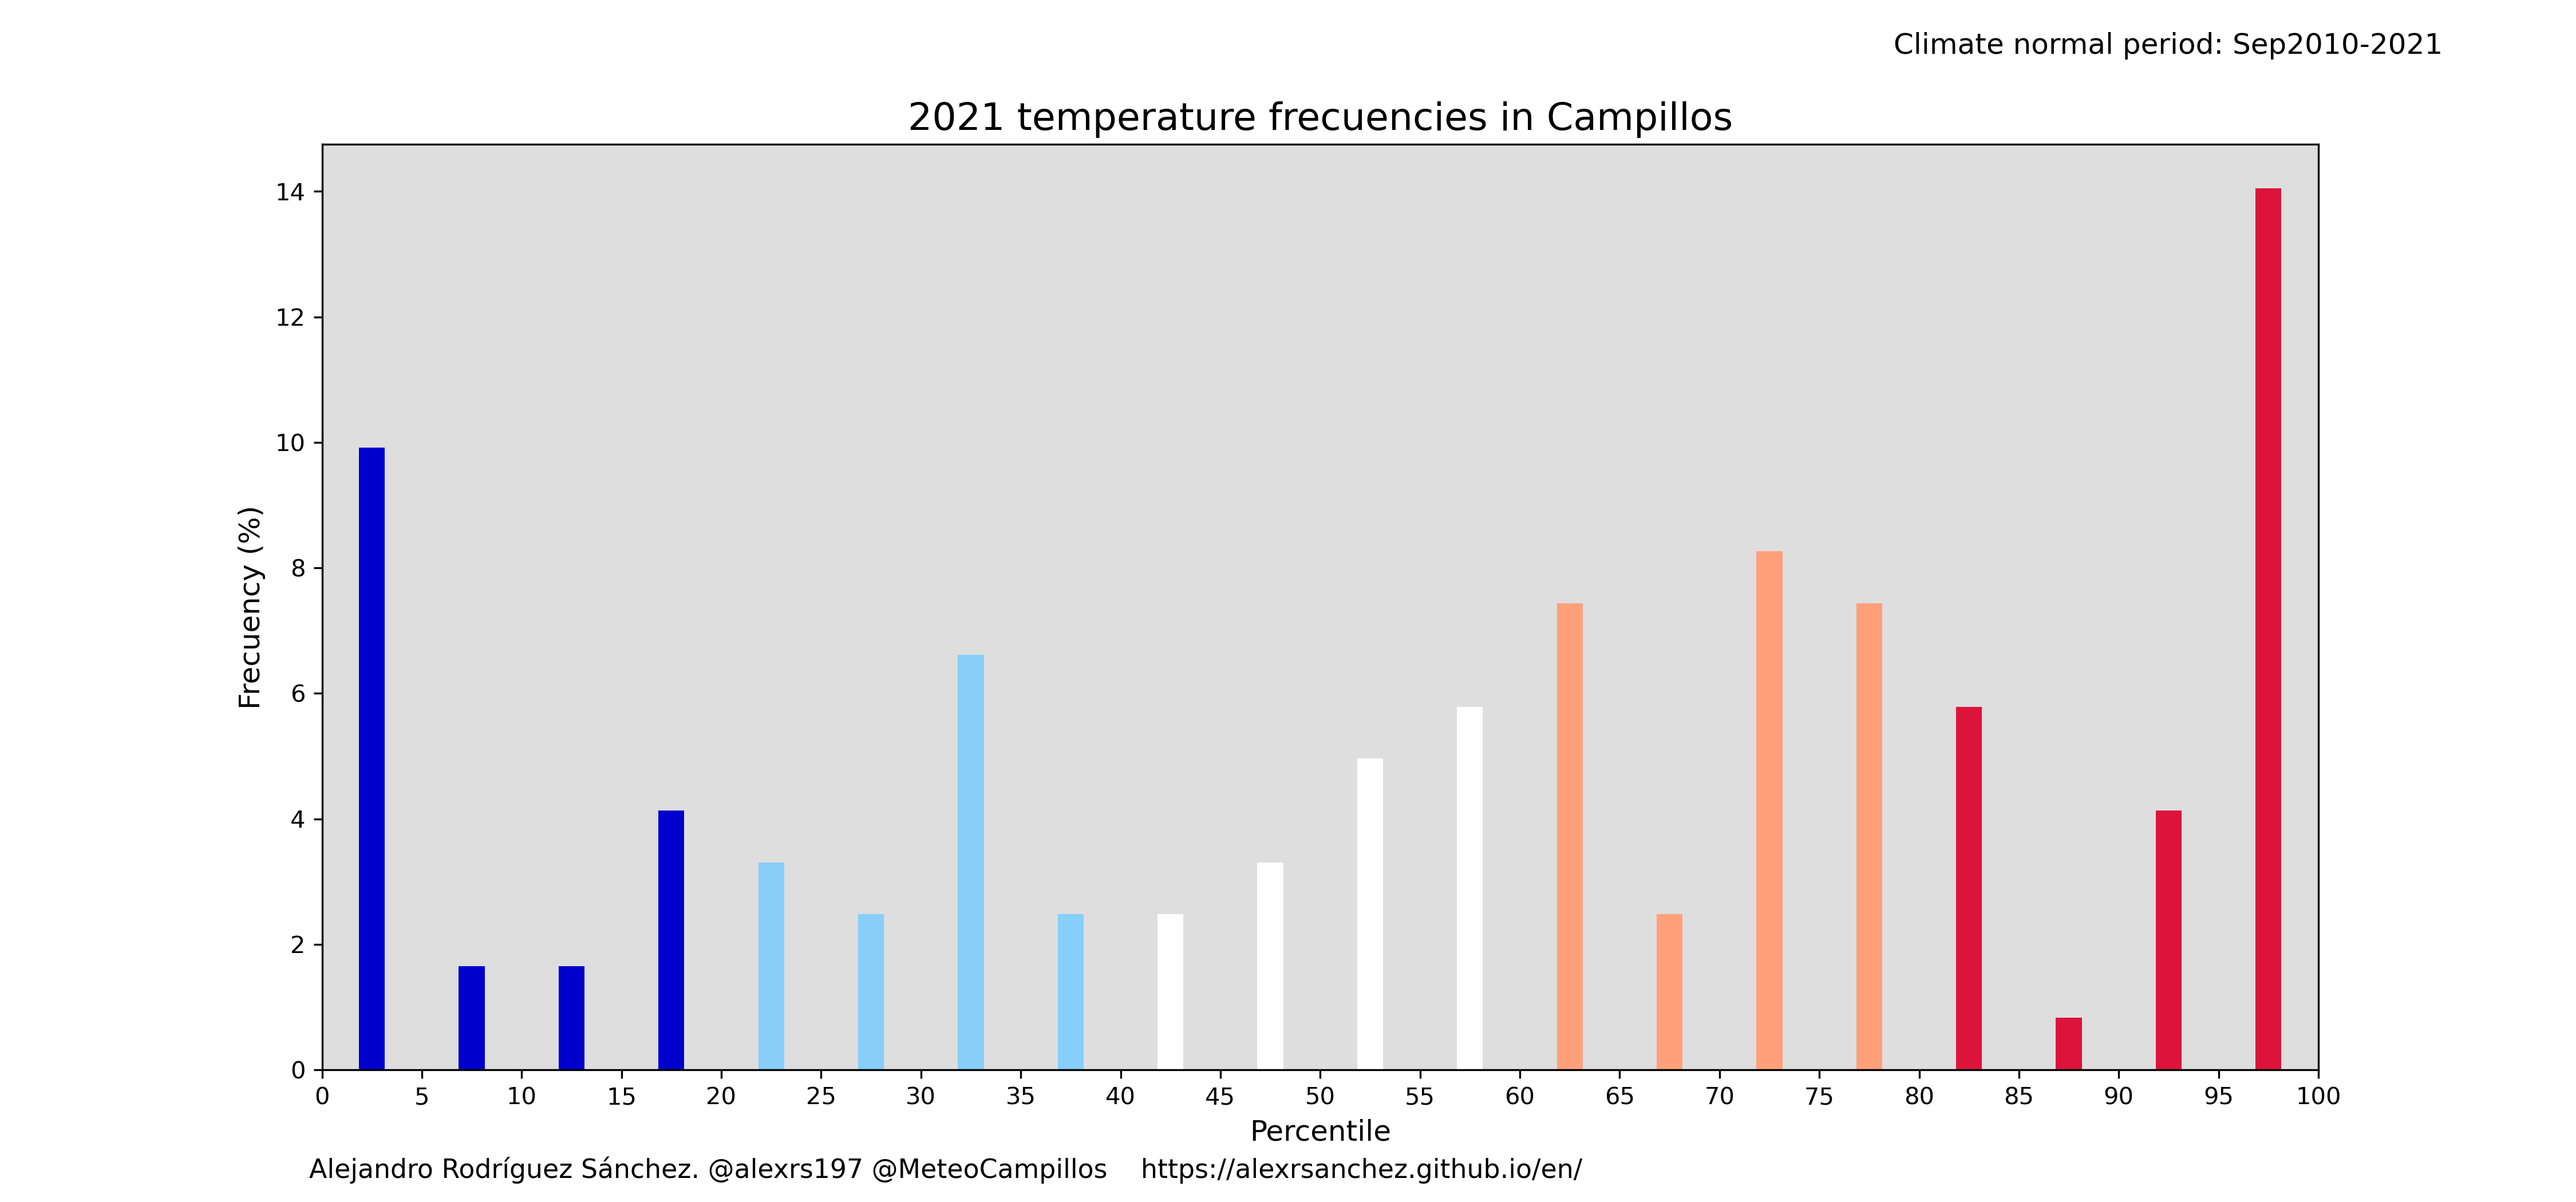 Climate normal period: Sep2010-2021
2021 temperature frecuencies in Campillos
Frecuency (%)
14
12
10
8
6
4
2
0
0 5 10 15 20 25 30 35 40 45 50 55 60 65 70 75 80 85 90 95 100
Percentile
Alejandro Rodríguez Sánchez. @alexrs197 @MeteoCampillos https://alexrsanchez.github.io/en/